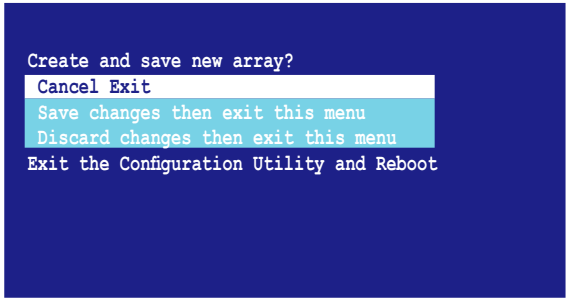 Create and save new array?
Cancel Exit
Save changes then exit this menu
Discard changes then exit this menu
Exit the Configuration Utility and Reboot